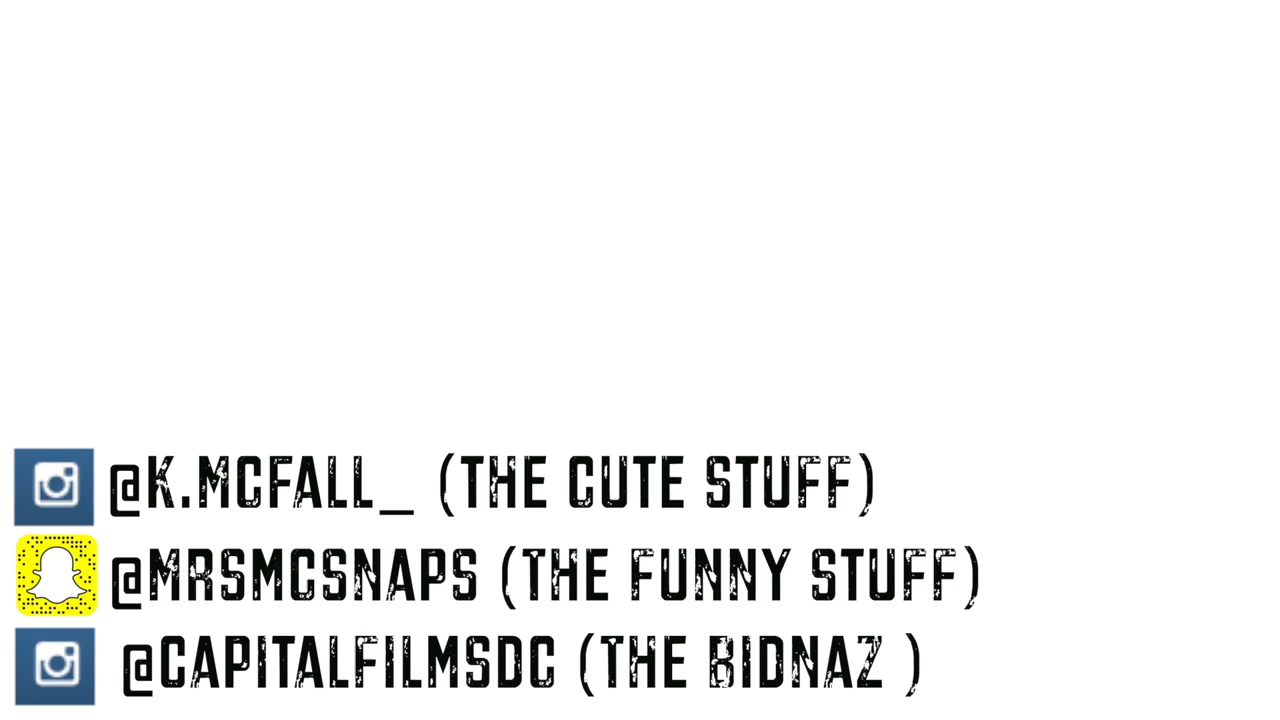 @K.MCFALL_ (THE CUTE STUFF)
@MRSMCSNAPS (THE FUNNY STUFF)
@CAPITALFILMSDC (THE BIDNAZ )